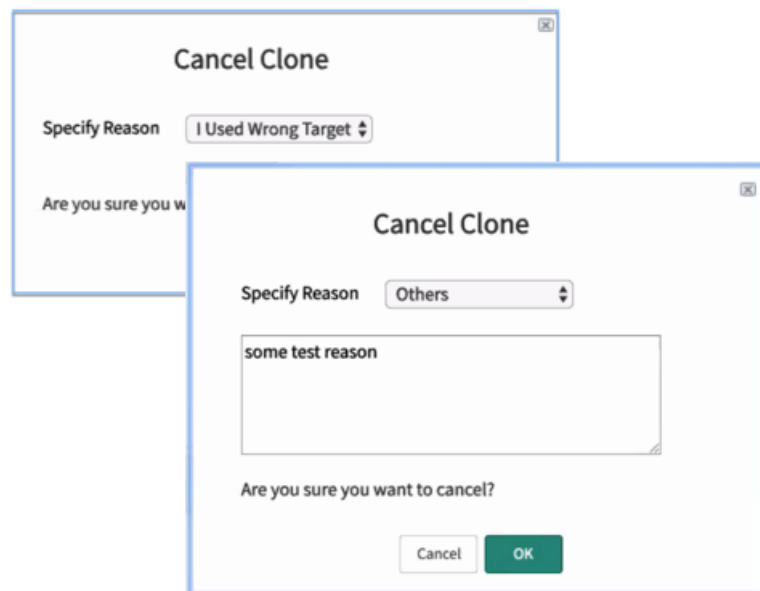 Cancel Clone
Specify Reason I Used Wrong Target
Are you sure you w
Cancel Clone
Specify Reason Others
some test reason
Are you sure you want to cancel?
Cancel OK